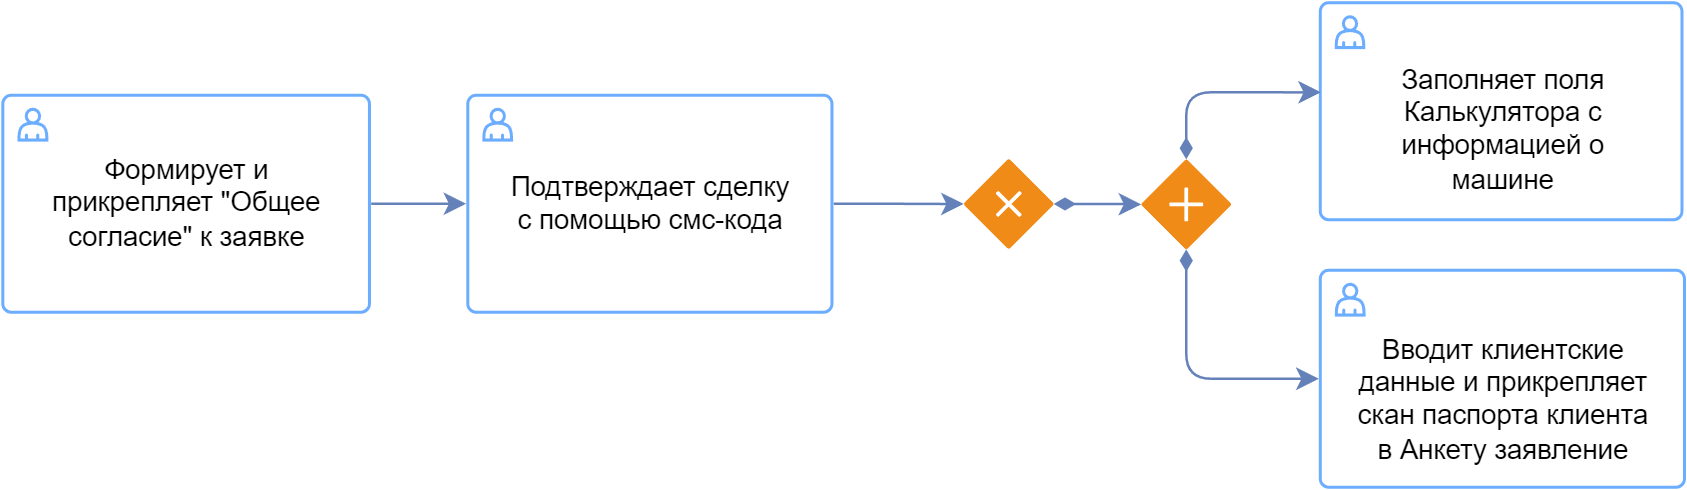 Формирует и
прикрепляет "Общее
согласие" к заявке
Подтверждает сделку
с помощью смс-кода
Заполняет поля
Калькулятора с
информацией о
машине
Вводит клиентские
данные и прикрепляет
скан паспорта клиента
в Анкету заявление